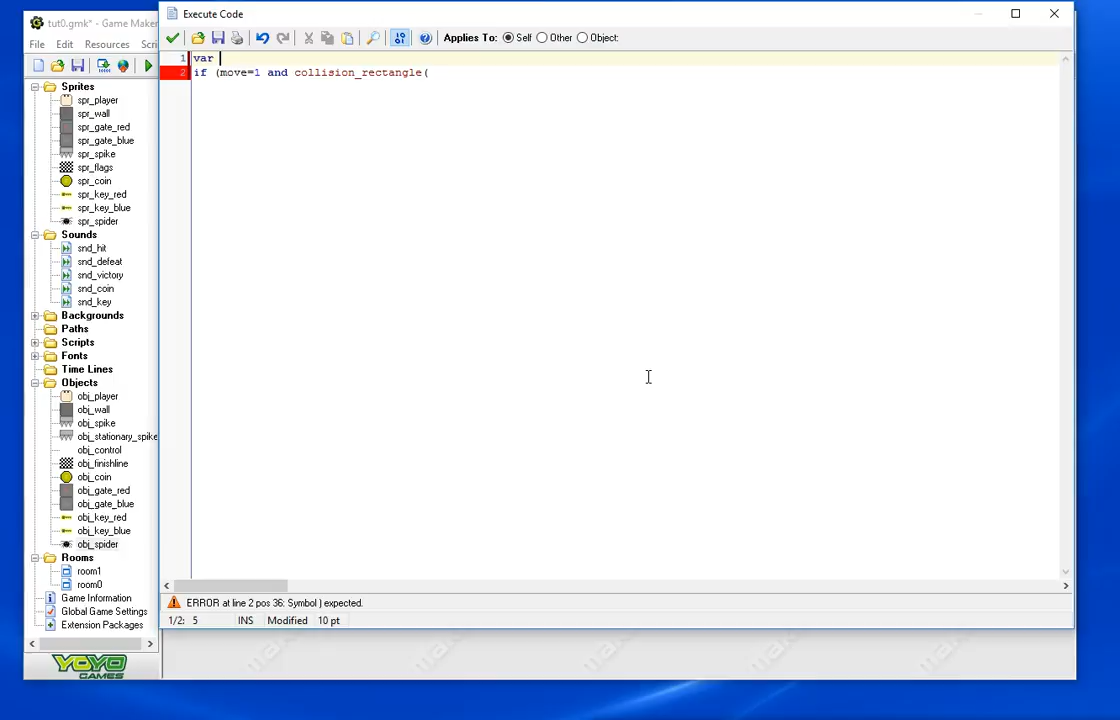 tut0.gmk* - Game Maker
File Edit Resources Scri
Sprites
spr_player
spr_wall
spr_gate_red
spr_gate_blue
spr_spike
spr_flags
spr_coin
spr_key_red
spr_key_blue
spr_spider
Sounds
snd_hit
snd_defeat
snd_victory
snd_coin
snd_key
Backgrounds
Paths
Scripts
Fonts
Time Lines
Objects
obj_player
obj_wall
obj_spike
obj_stationary_spike
obj_control
obj_finishline
obj_coin
obj_gate_red
obj_gate_blue
obj_key_red
obj_key_blue
obj_spider
Rooms
room1
room0
Game Information
Global Game Settings
Extension Packages
YOYO
GAMES
Execute Code
Applies To: Self Other Object:
1 var
2 if (move=1 and collision_rectangle(
ERROR at line 2 pos 36: Symbol ) expected.
1/2: 5 INS Modified 10 pt